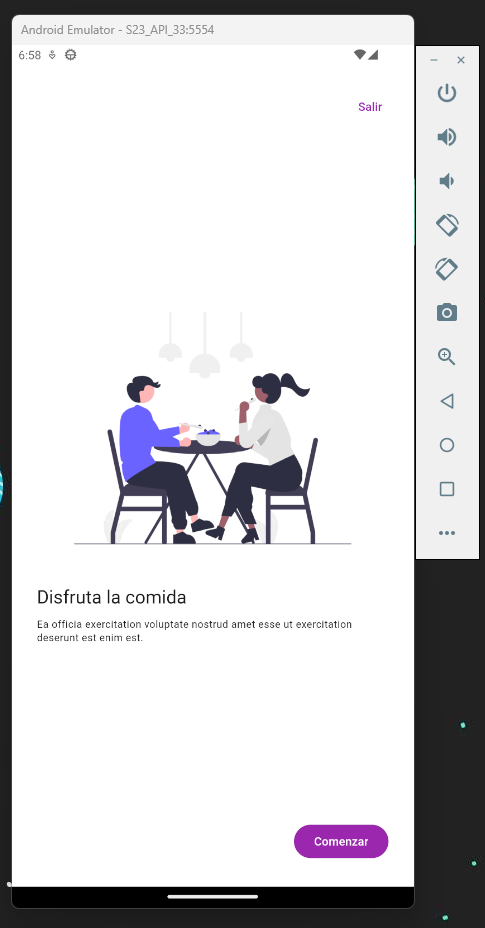 Android Emulator - S23_API_33:5554
6:58
Salir
Disfruta la comida
Ea officia exercitation voluptate nostrud amet esse ut exercitation
deserunt est enim est.
Comenzar